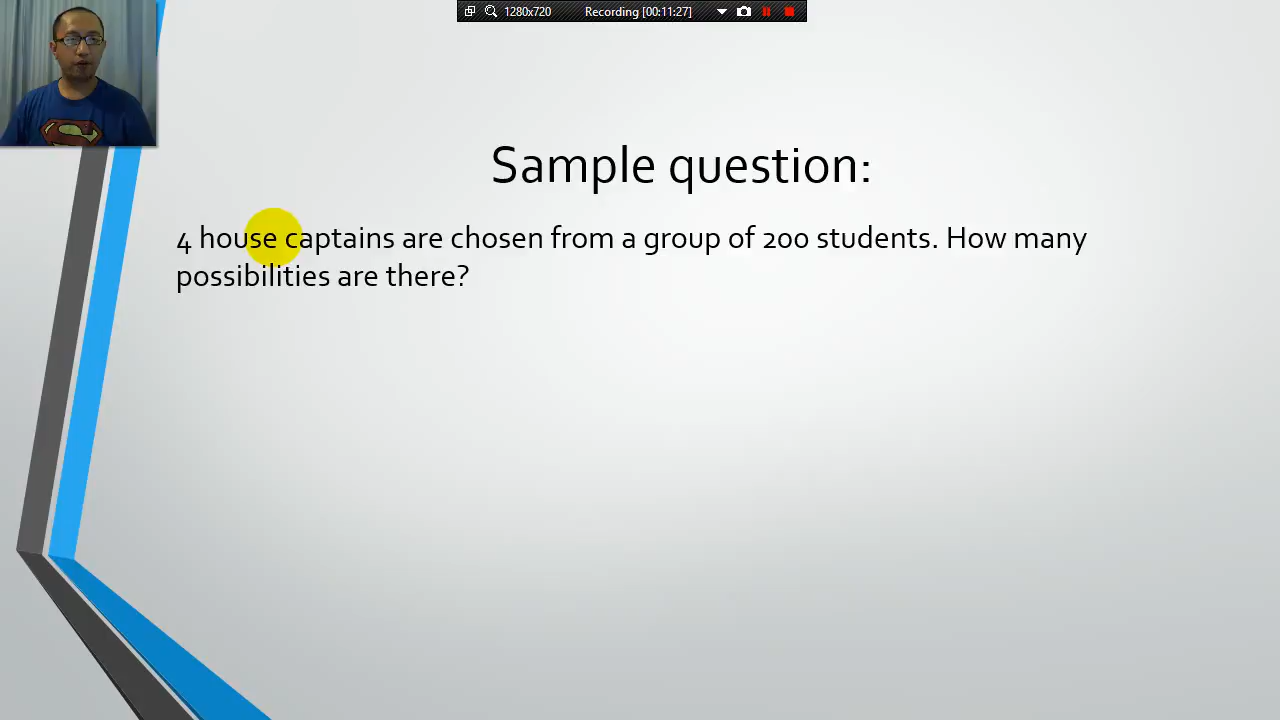 1280x720
Recording [00:11:27]
Sample question:
4 house captains are chosen from a group of 200 students. How many
possibilities are there?